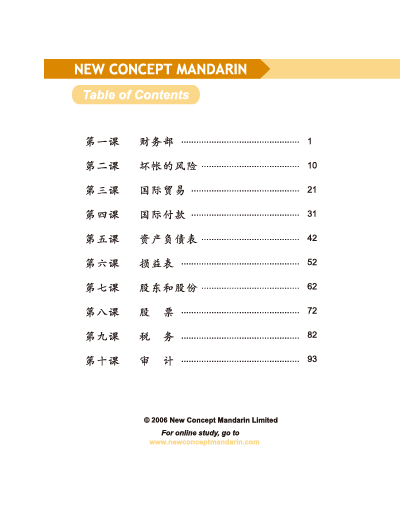 NEW CONCEPT MANDARIN
Table of Contents
第一课 财务部 1
第二课 坏帐的风险 10
第三课 国际贸易 21
第四课 国际付款 31
第五课 资产负债表 42
第六课 损益表 52
第七课 股东和股份 62
第八课 股 票 72
第九课 税 务 82
第十课 审 计 93
© 2006 New Concept Mandarin Limited
For online study, go to
www.newconceptmandarin.com